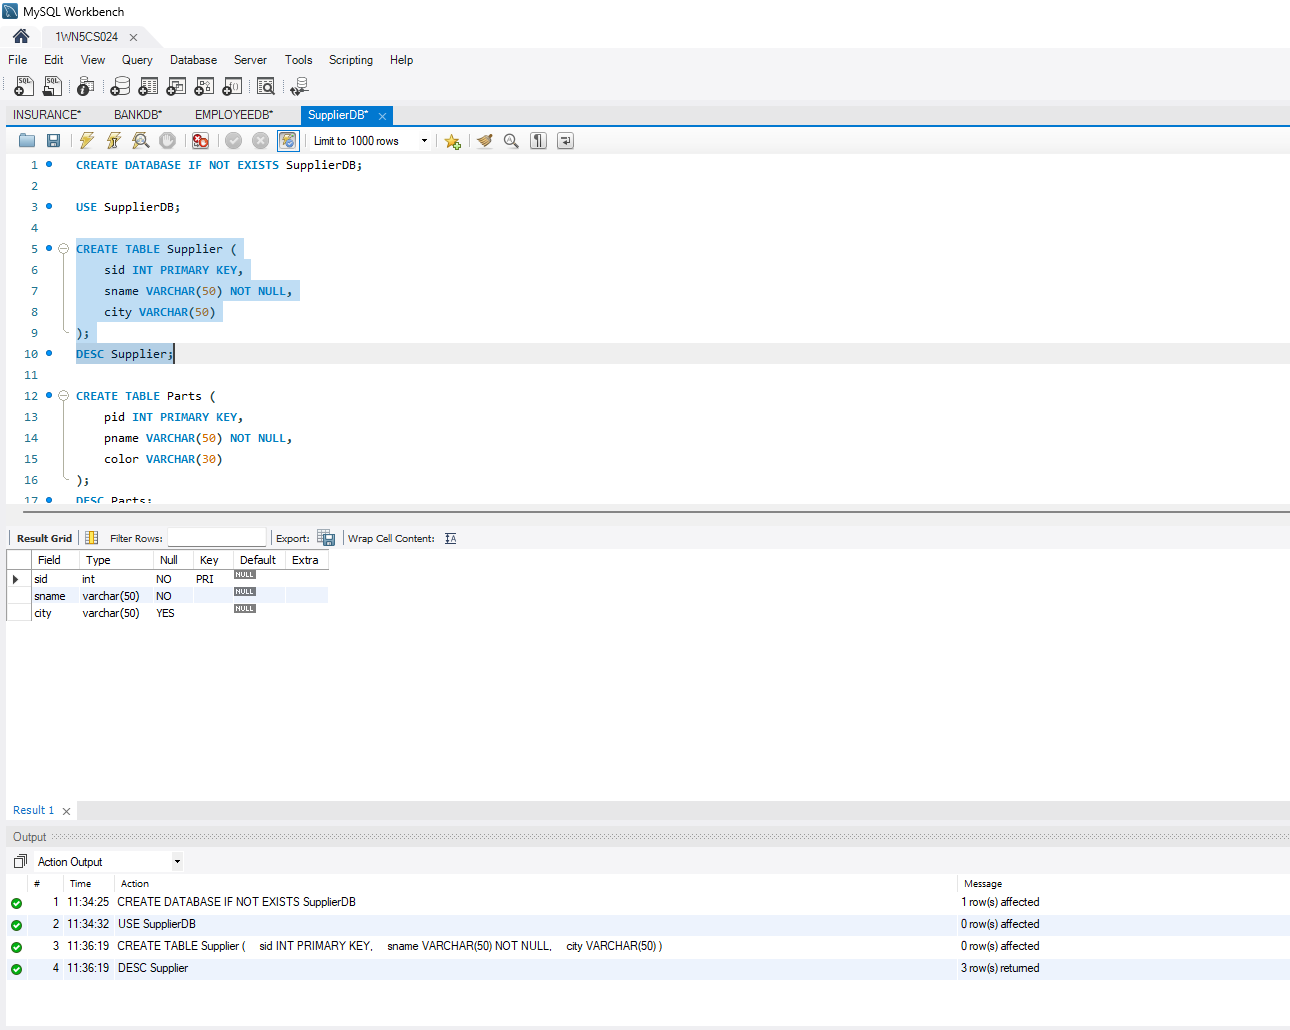 MySQL Workbench
1WN5CS024
File Edit View Query Database Server Tools Scripting Help
INSURANCE* BANKDB* EMPLOYEEDB* SupplierDB*
Limit to 1000 rows
1 CREATE DATABASE IF NOT EXISTS SupplierDB;
2
3 USE SupplierDB;
4
5 CREATE TABLE Supplier (
6 sid INT PRIMARY KEY,
7 sname VARCHAR(50) NOT NULL,
8 city VARCHAR(50)
9 );
10 DESC Supplier;
11
12 CREATE TABLE Parts (
13 pid INT PRIMARY KEY,
14 pname VARCHAR(50) NOT NULL,
15 color VARCHAR(30)
16 );
17 DESC Parts;
Result Grid Filter Rows: Export: Wrap Cell Content:
Field Type Null Key Default Extra
sid int NO PRI NULL
sname varchar(50) NO NULL
city varchar(50) YES NULL
Result 1
Output
Action Output
# Time Action Message
1 11:34:25 CREATE DATABASE IF NOT EXISTS SupplierDB 1 row(s) affected
2 11:34:32 USE SupplierDB 0 row(s) affected
3 11:36:19 CREATE TABLE Supplier ( sid INT PRIMARY KEY, sname VARCHAR(50) NOT NULL, city VARCHAR(50) ) 0 row(s) affected
4 11:36:19 DESC Supplier 3 row(s) returned